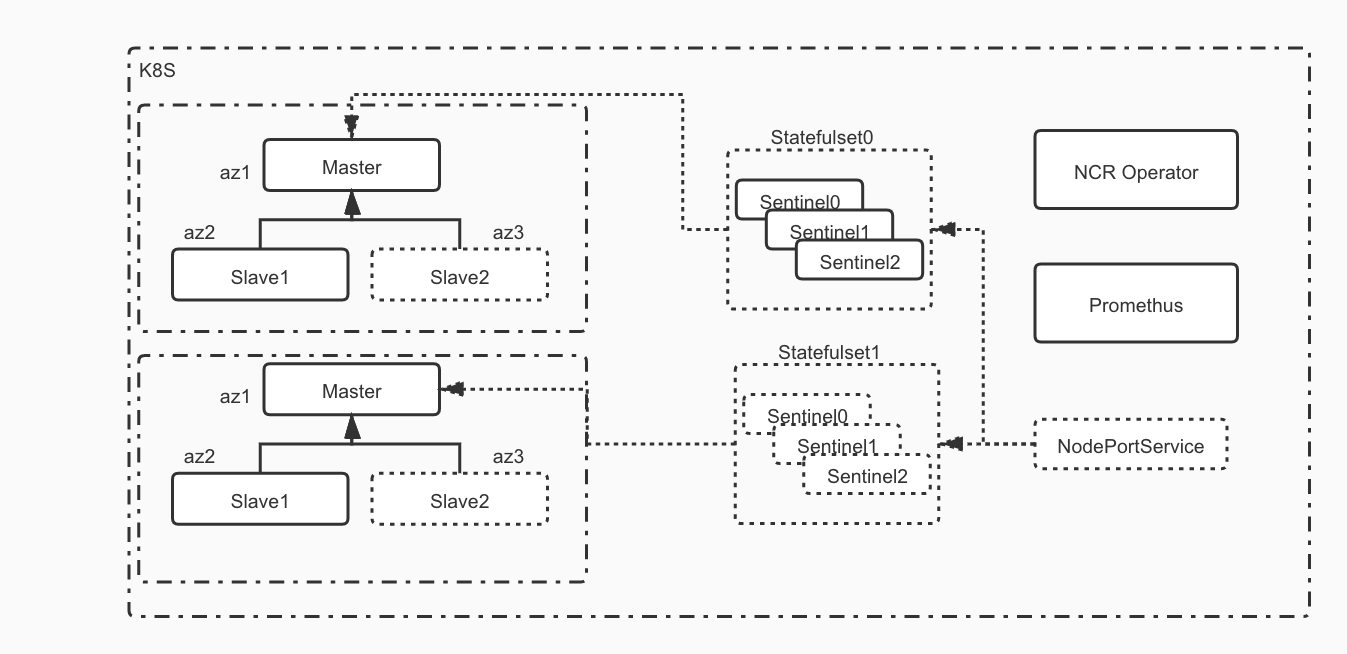 K8S
Master
az1
az2
az3
Slave1
Slave2
Master
az1
az2
az3
Slave1
Slave2
Statefulset0
Sentinel0
Sentinel1
Sentinel2
Statefulset1
Sentinel0
Sentinel1
Sentinel2
NCR Operator
Promethus
NodePortService